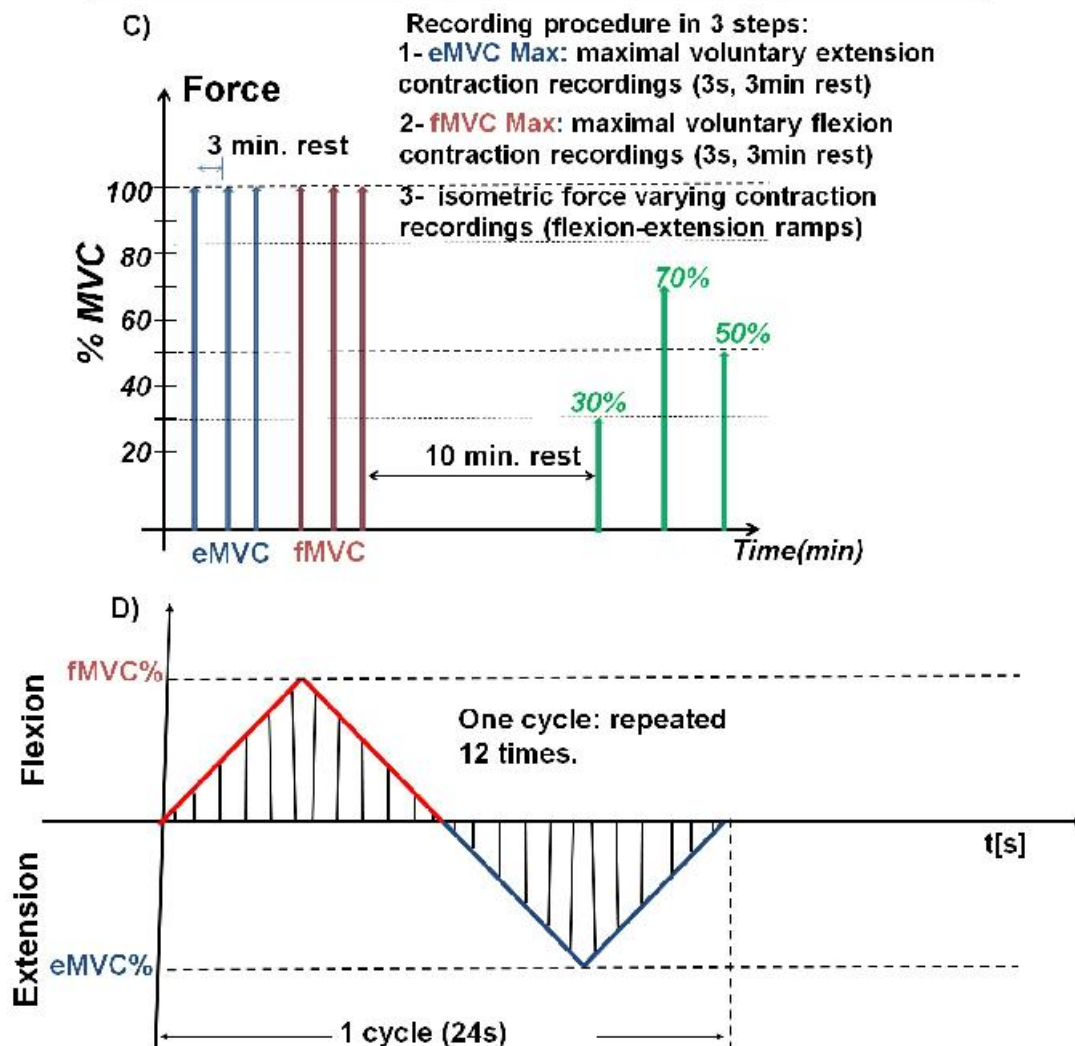 C)
Recording procedure in 3 steps:
1- eMVC Max: maximal voluntary extension
contraction recordings (3s, 3min rest)
2- fMVC Max: maximal voluntary flexion
contraction recordings (3s, 3min rest)
3- isometric force varying contraction
recordings (flexion-extension ramps)
Force
3 min. rest
% MVC
100
80
60
40
20
70%
50%
30%
10 min. rest
eMVC
fMVC
Time(min)
D)
fMVC%
Flexion
One cycle: repeated
12 times.
t[s]
Extension
eMVC%
1 cycle (24s)